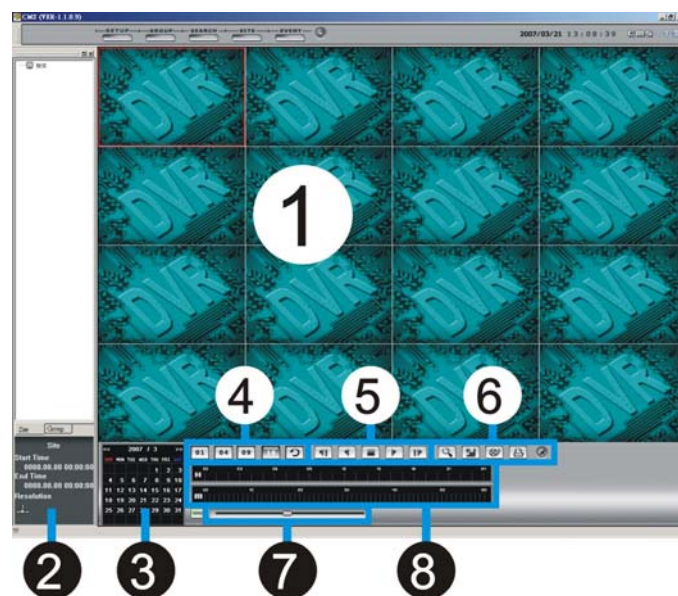 CMS (VER-1.1.0.9)
SETUP GROUP SEARCH SITE EVENT
2007/03/21 13:08:39
DVR DVR DVR DVR
DVR DVR DVR DVR
DVR DVR DVR DVR
DVR DVR DVR DVR
1
4 5 6
Group
Site
Start Time
0000.00.00 00:00:00
End Time
0000.00.00 00:00:00
Resolution
<< 2007 / 3 >>
SUN MON TUE WED THU FRI SAT
1 2 3
4 5 6 7 8 9 10
11 12 13 14 15 16 17
18 19 20 21 22 23 24
25 26 27 28 29 30 31
01 04 09
H
M
2 3 7 8